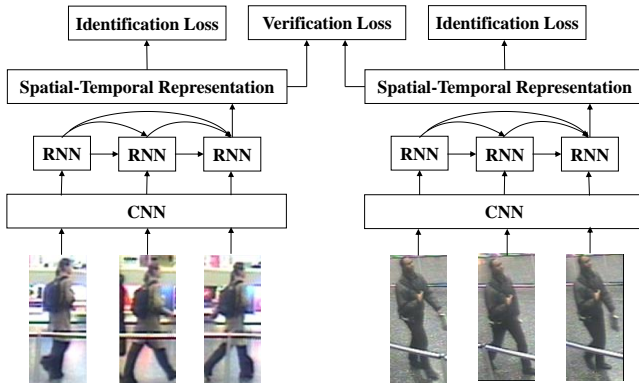 Identification Loss
Verification Loss
Identification Loss
Spatial-Temporal Representation
Spatial-Temporal Representation
RNN
RNN
RNN
RNN
RNN
RNN
CNN
CNN